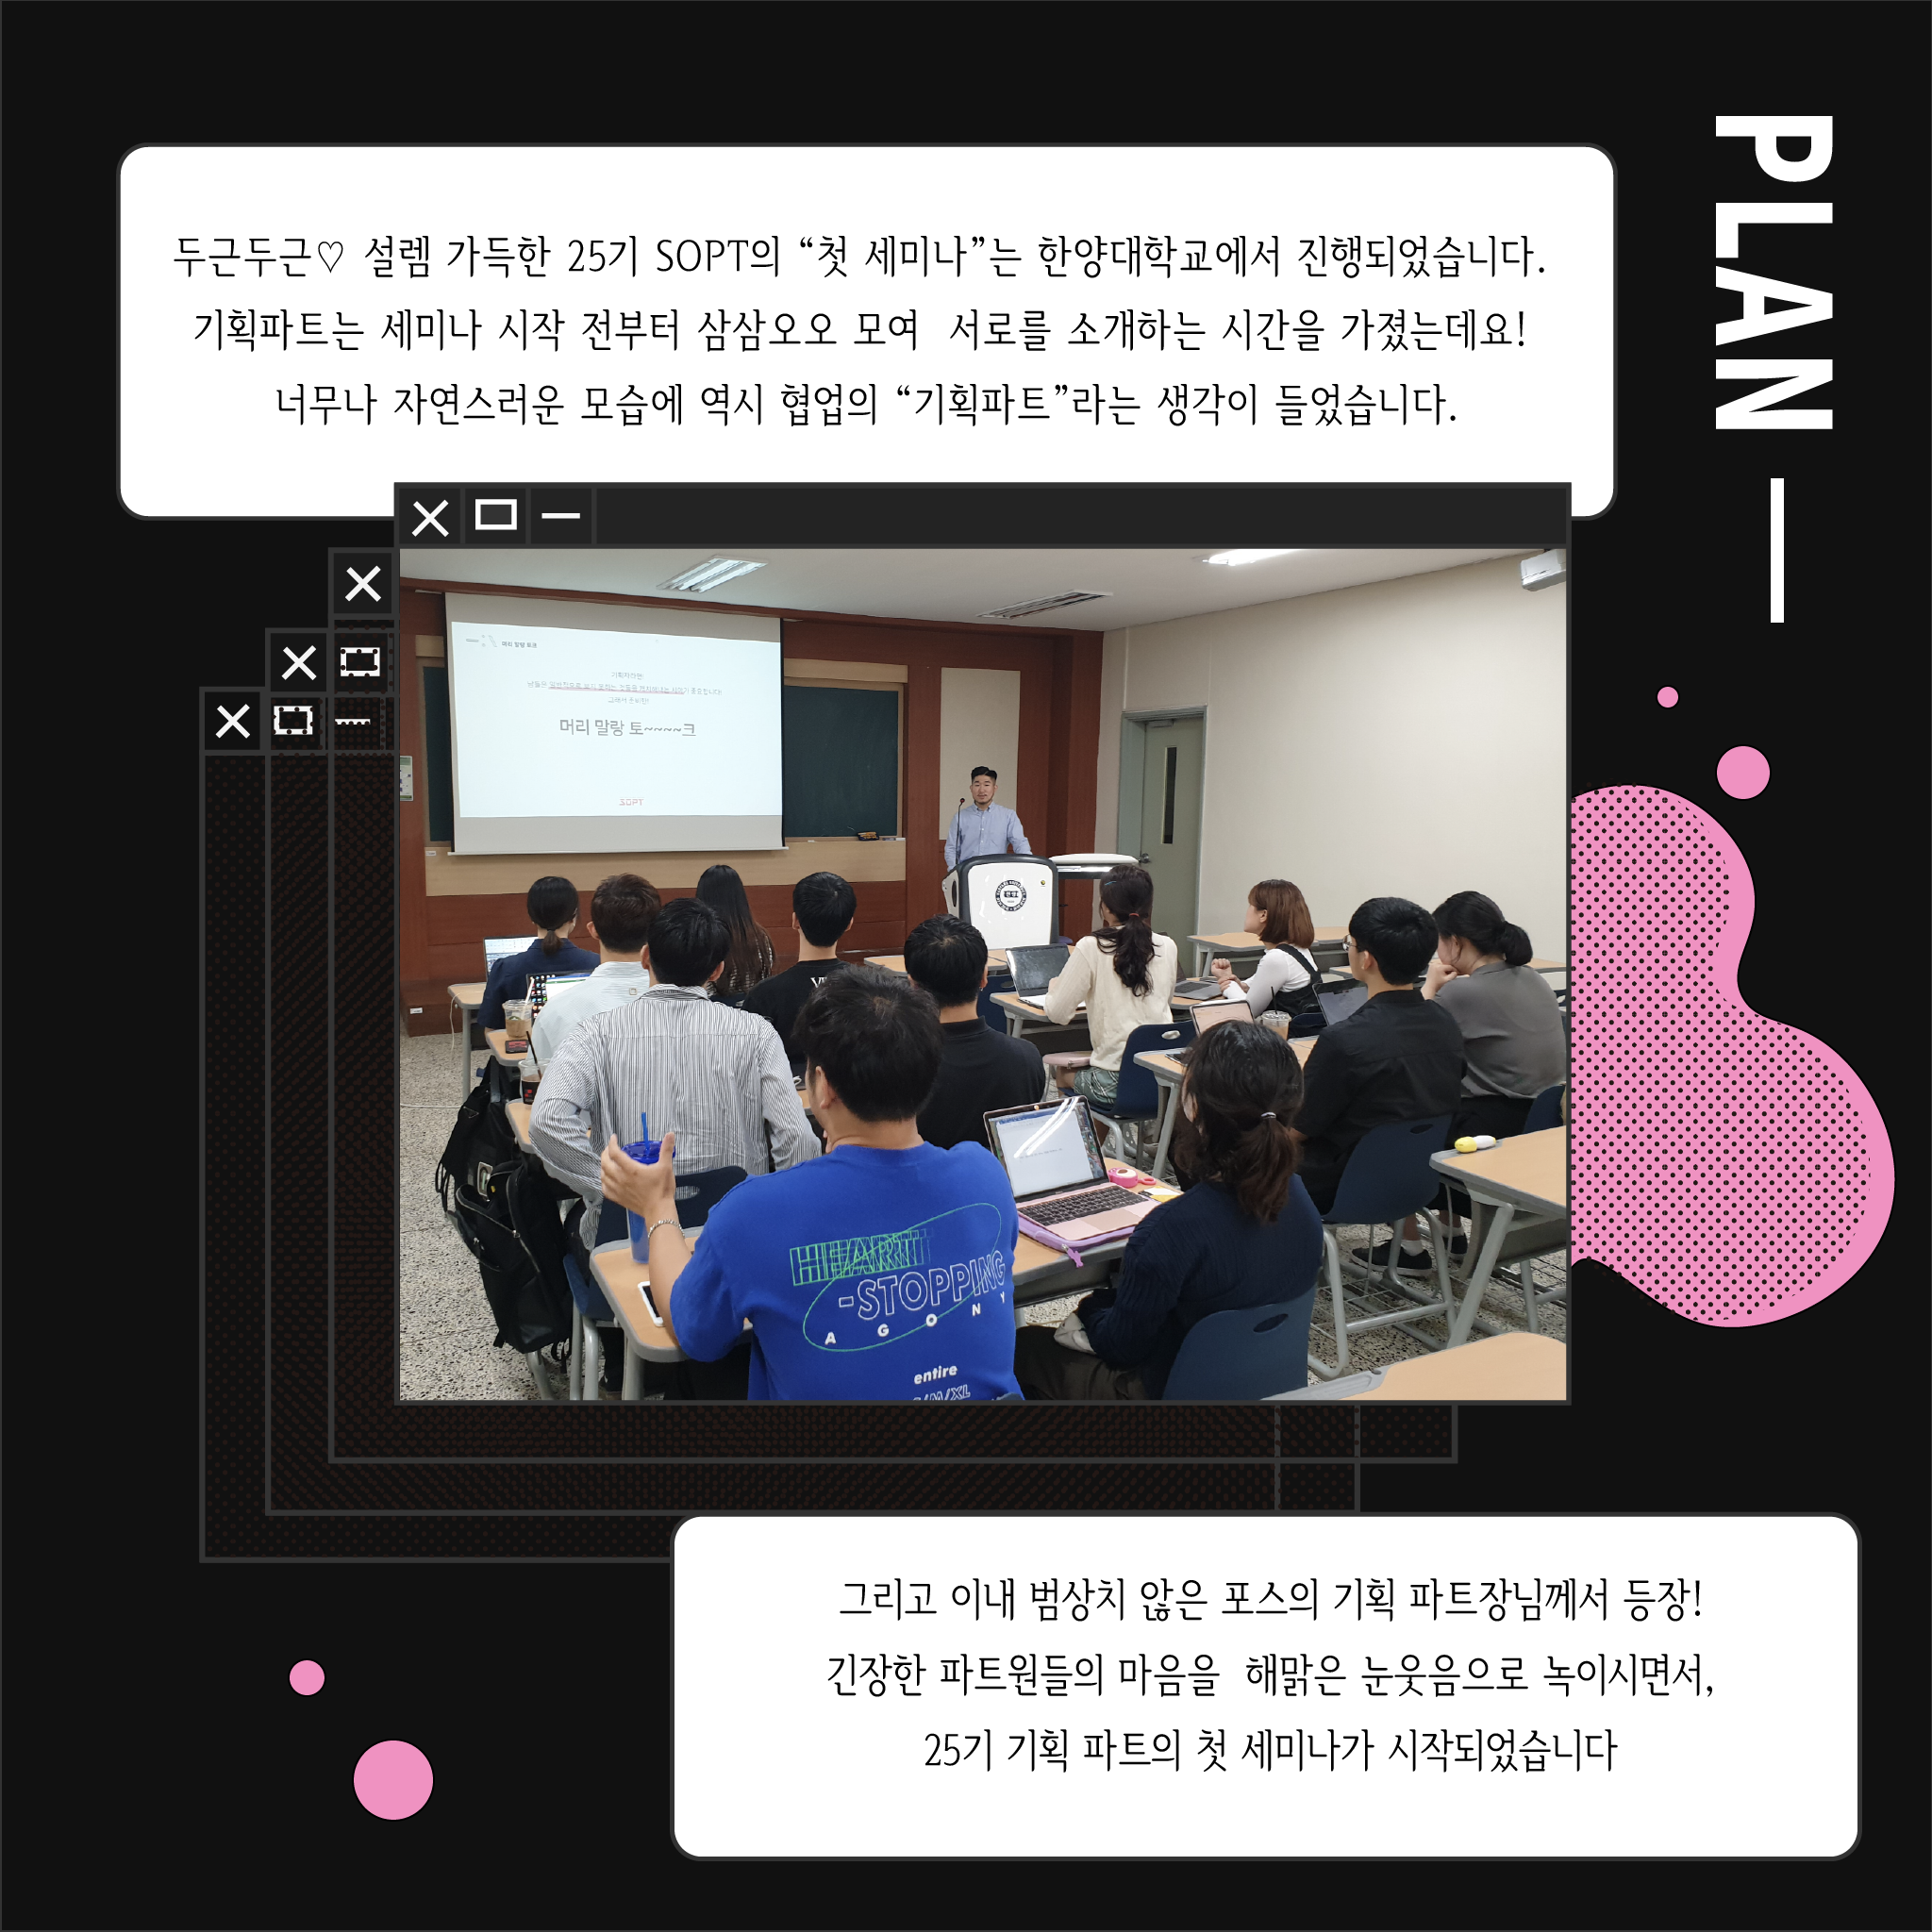 PLAN
두근두근♡ 설렘 가득한 25기 SOPT의 “첫 세미나”는 한양대학교에서 진행되었습니다.
기획파트는 세미나 시작 전부터 삼삼오오 모여 서로를 소개하는 시간을 가졌는데요!
너무나 자연스러운 모습에 역시 협업의 “기획파트”라는 생각이 들었습니다.
머리 말랑 토크
머리 말랑 토~~~~크
SOPT
HEART
-STOPPING
AGONY
entire
그리고 이내 범상치 않은 포스의 기획 파트장님께서 등장!
긴장한 파트원들의 마음을 해맑은 눈웃음으로 녹이시면서,
25기 기획 파트의 첫 세미나가 시작되었습니다